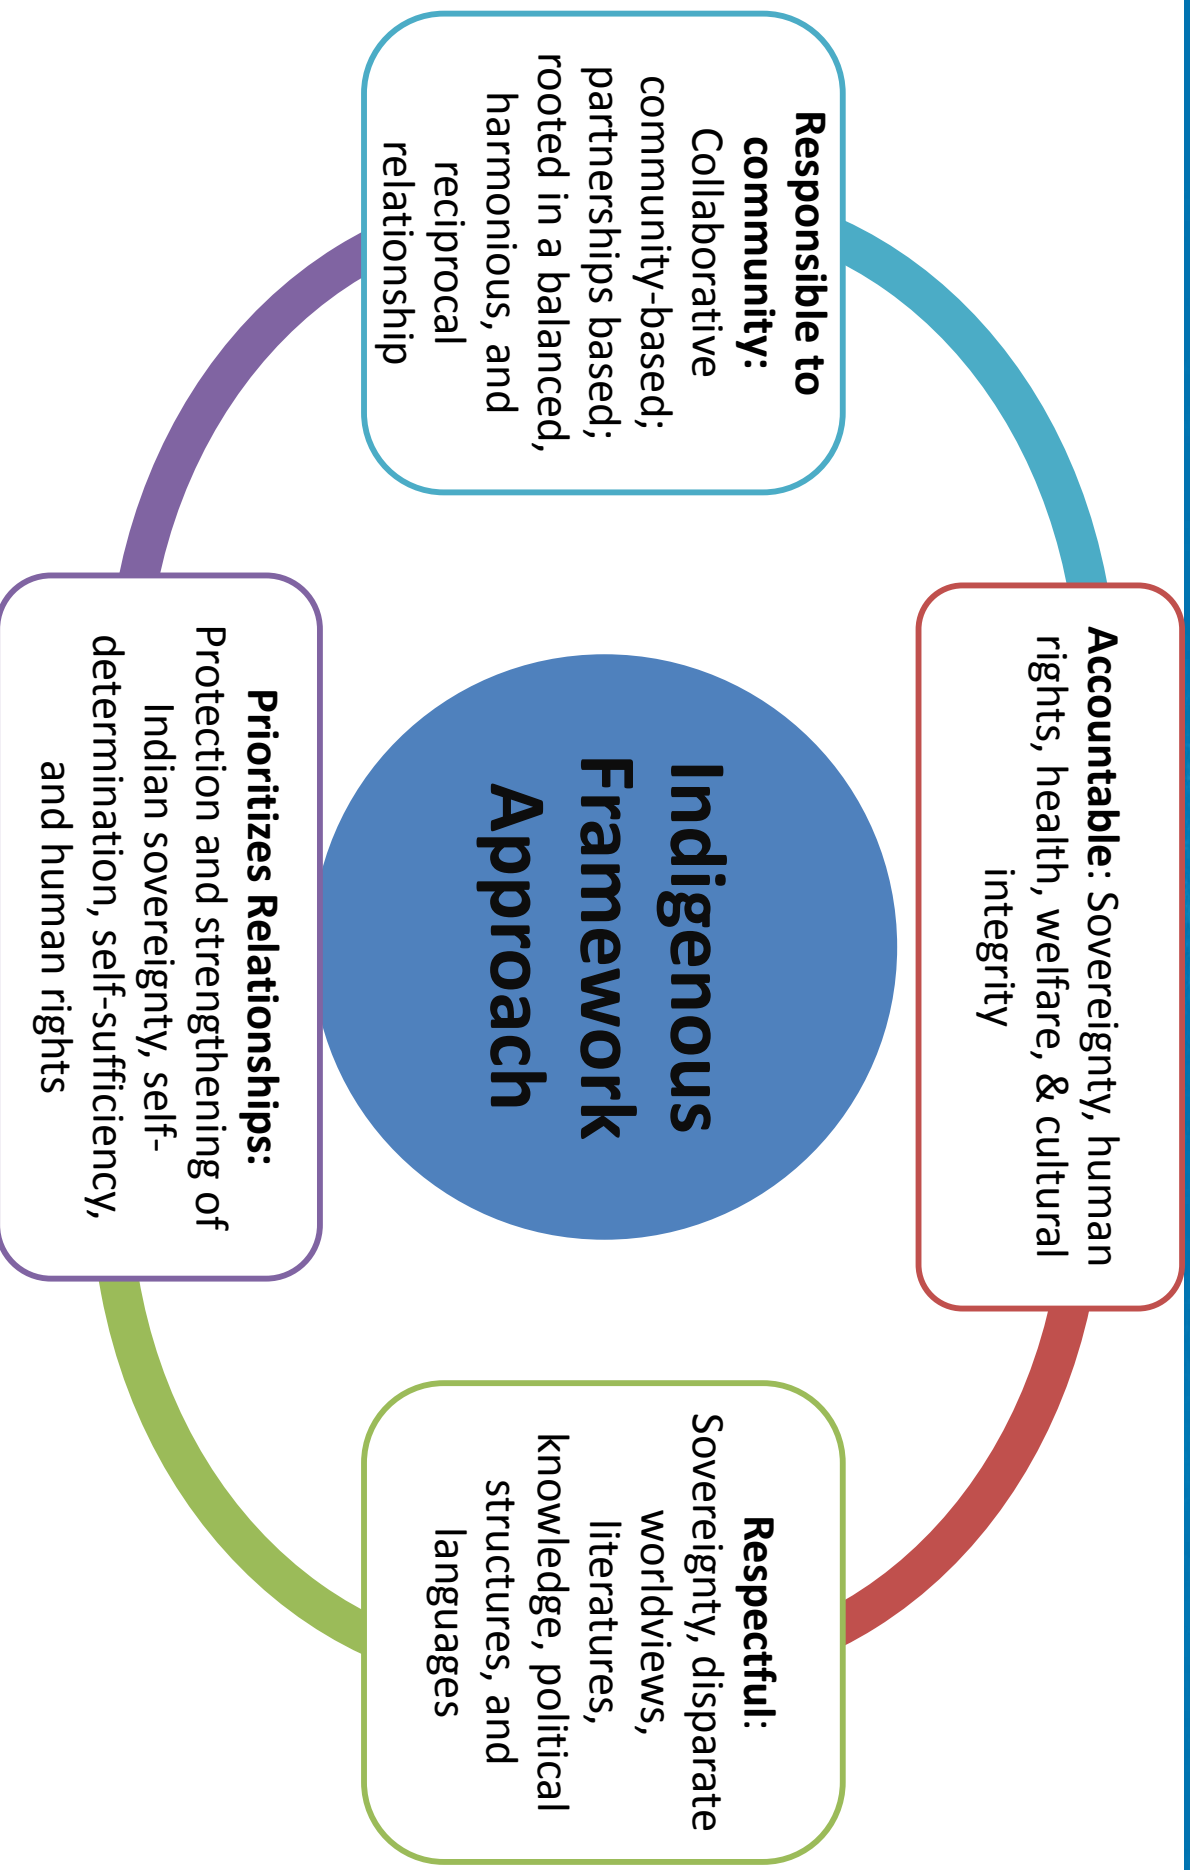 Accountable: Sovereignty, human
rights, health, welfare, & cultural
integrity
Responsible to
community:
Collaborative
community-based;
partnerships based;
rooted in a balanced,
harmonious, and
reciprocal
relationship
Indigenous
Framework
Approach
Respectful:
Sovereignty, disparate
worldviews,
literatures,
knowledge, political
structures, and
languages
Prioritizes Relationships:
Protection and strengthening of
Indian sovereignty, self-
determination, self-sufficiency,
and human rights